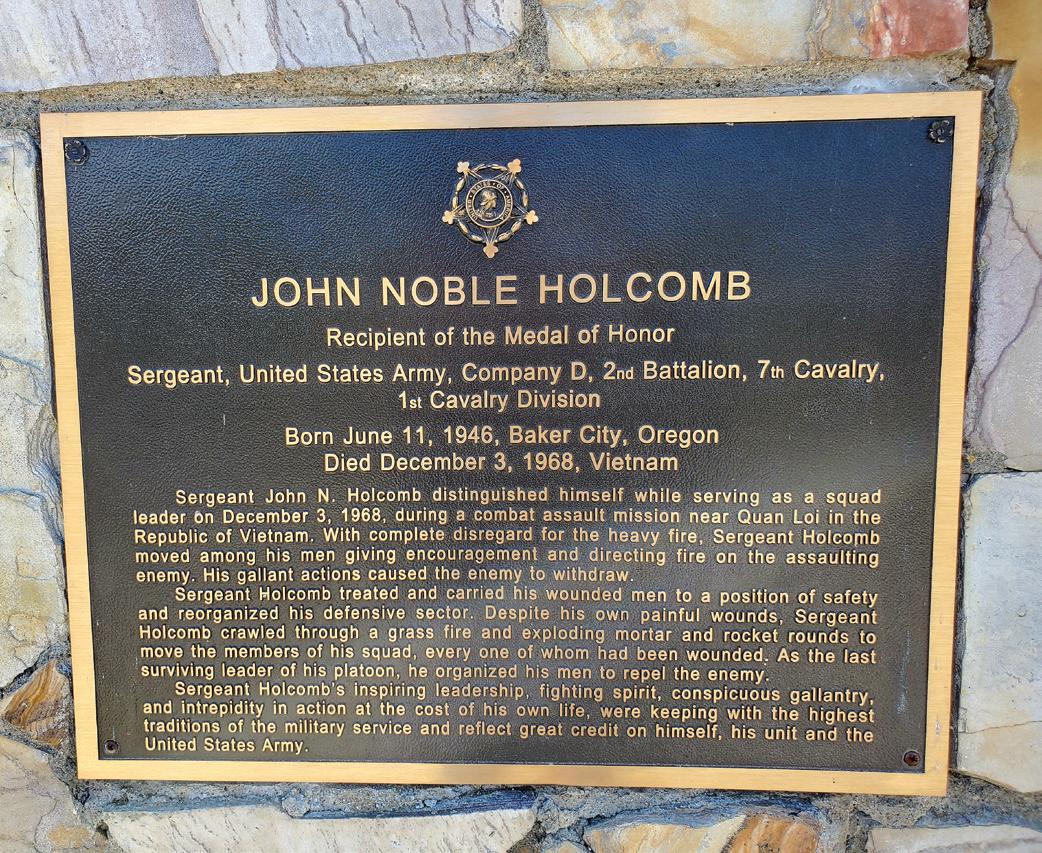 JOHN NOBLE HOLCOMB
Recipient of the Medal of Honor
Sergeant, United States Army, Company D, 2nd Battalion, 7th Cavalry,
1st Cavalry Division
Born June 11, 1946, Baker City, Oregon
Died December 3, 1968, Vietnam
Sergeant John N. Holcomb distinguished himself while serving as a squad
leader on December 3, 1968, during a combat assault mission near Quan Loi in the
Republic of Vietnam. With complete disregard for the heavy fire, Sergeant Holcomb
moved among his men giving encouragement and directing fire on the assaulting
enemy. His gallant actions caused the enemy to withdraw.
Sergeant Holcomb treated and carried his wounded men to a position of safety
and reorganized his defensive sector. Despite his own painful wounds, Sergeant
Holcomb crawled through a grass fire and exploding mortar and rocket rounds to
move the members of his squad, every one of whom had been wounded. As the last
surviving leader of his platoon, he organized his men to repel the enemy.
Sergeant Holcomb's inspiring leadership, fighting spirit, conspicuous gallantry,
and intrepidity in action at the cost of his own life, were keeping with the highest
traditions of the military service and reflect great credit on himself, his unit and the
United States Army.